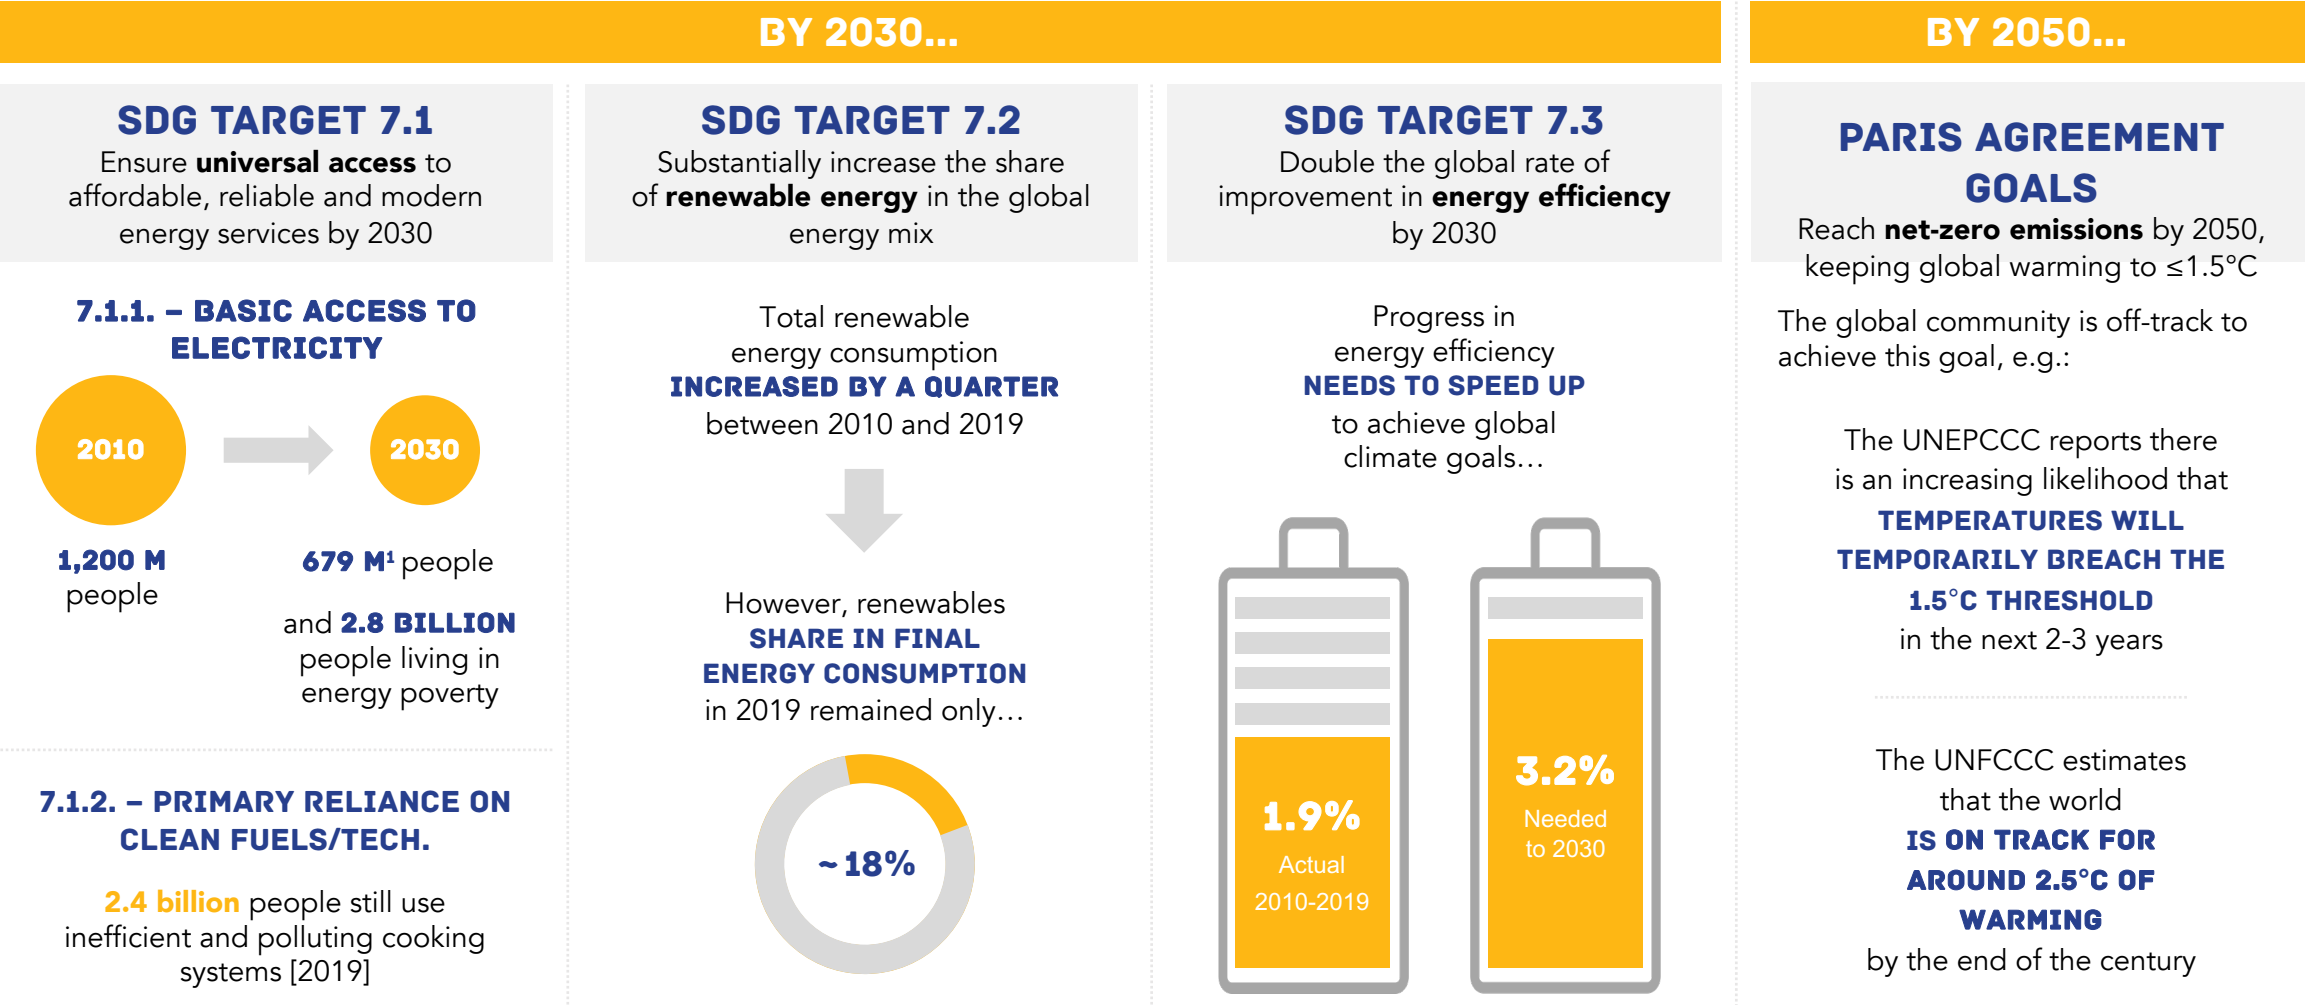 BY 2030...
SDG TARGET 7.1
Ensure universal access to
affordable, reliable and modern
energy services by 2030
7.1.1. – BASIC ACCESS TO
ELECTRICITY
2010
2030
1,200 M
people
679 M¹ people
and 2.8 BILLION
people living in
energy poverty
7.1.2. – PRIMARY RELIANCE ON
CLEAN FUELS/TECH.
2.4 billion people still use
inefficient and polluting cooking
systems [2019]
SDG TARGET 7.2
Substantially increase the share
of renewable energy in the global
energy mix
Total renewable
energy consumption
INCREASED BY A QUARTER
between 2010 and 2019
However, renewables
SHARE IN FINAL
ENERGY CONSUMPTION
in 2019 remained only…
~18%
SDG TARGET 7.3
Double the global rate of
improvement in energy efficiency
by 2030
Progress in
energy efficiency
NEEDS TO SPEED UP
to achieve global
climate goals…
1.9%
Actual
2010-2019
3.2%
Needed
to 2030
BY 2050...
PARIS AGREEMENT
GOALS
Reach net-zero emissions by 2050,
keeping global warming to ≤1.5°C
The global community is off-track to
achieve this goal, e.g.:
The UNEPCCC reports there
is an increasing likelihood that
TEMPERATURES WILL
TEMPORARILY BREACH THE
1.5°C THRESHOLD
in the next 2-3 years
The UNFCCC estimates
that the world
IS ON TRACK FOR
AROUND 2.5°C OF
WARMING
by the end of the century